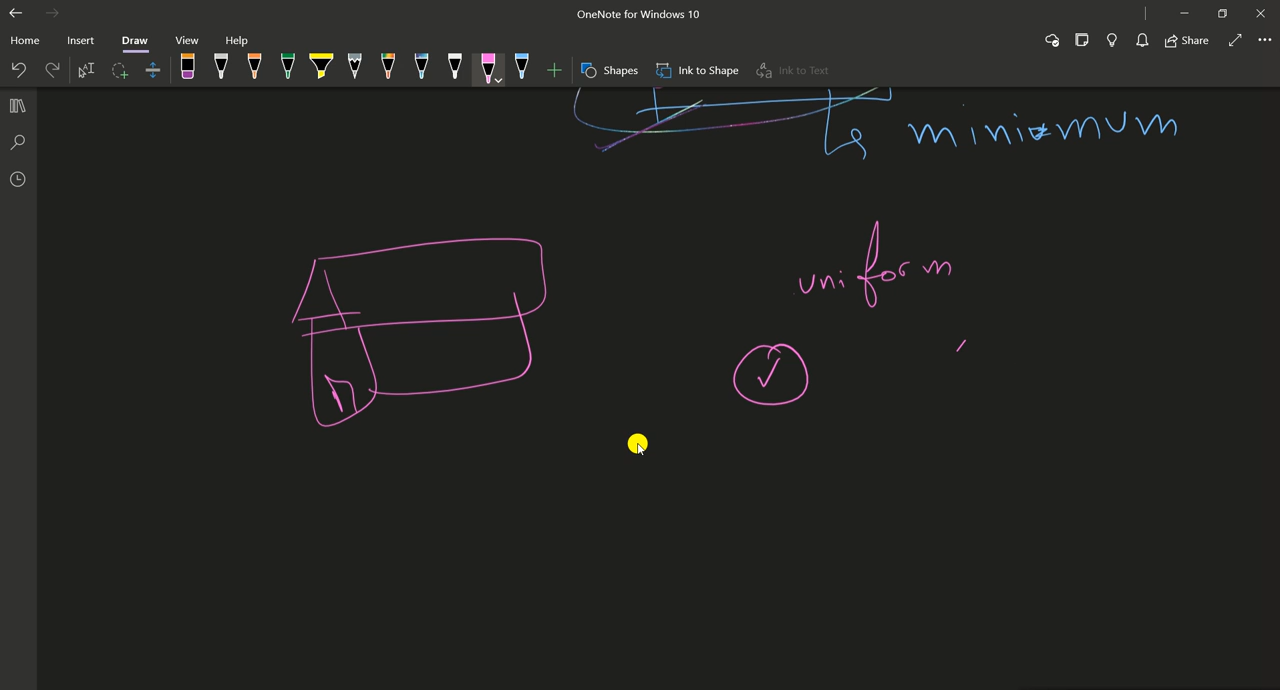 OneNote for Windows 10
Home Insert Draw View Help
Share
Shapes Ink to Shape Ink to Text
minimum
uniform